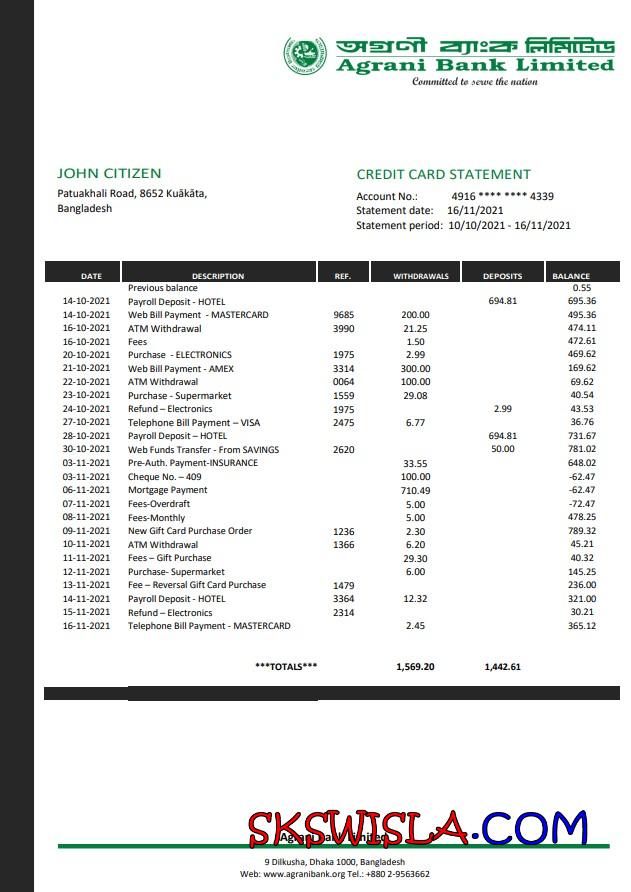 অগ্রণী ব্যাংক লিমিটেড
Agrani Bank Limited
Committed to serve the nation
JOHN CITIZEN
Patuakhali Road, 8652 Kuākāta,
Bangladesh
CREDIT CARD STATEMENT
Account No.: 4916 **** **** 4339
Statement date: 16/11/2021
Statement period: 10/10/2021 - 16/11/2021
DATE DESCRIPTION REF. WITHDRAWALS DEPOSITS BALANCE
Previous balance 0.55
14-10-2021 Payroll Deposit - HOTEL 694.81 695.36
14-10-2021 Web Bill Payment - MASTERCARD 9685 200.00 495.36
16-10-2021 ATM Withdrawal 3990 21.25 474.11
16-10-2021 Fees 1.50 472.61
20-10-2021 Purchase - ELECTRONICS 1975 2.99 469.62
21-10-2021 Web Bill Payment - AMEX 3314 300.00 169.62
22-10-2021 ATM Withdrawal 0064 100.00 69.62
23-10-2021 Purchase - Supermarket 1559 29.08 40.54
24-10-2021 Refund – Electronics 1975 2.99 43.53
27-10-2021 Telephone Bill Payment – VISA 2475 6.77 36.76
28-10-2021 Payroll Deposit – HOTEL 694.81 731.67
30-10-2021 Web Funds Transfer - From SAVINGS 2620 50.00 781.02
03-11-2021 Pre-Auth. Payment-INSURANCE 33.55 648.02
03-11-2021 Cheque No. – 409 100.00 -62.47
06-11-2021 Mortgage Payment 710.49 -62.47
07-11-2021 Fees-Overdraft 5.00 -72.47
08-11-2021 Fees-Monthly 5.00 478.25
09-11-2021 New Gift Card Purchase Order 1236 2.30 789.32
10-11-2021 ATM Withdrawal 1366 6.20 45.21
11-11-2021 Fees – Gift Purchase 29.30 40.32
12-11-2021 Purchase- Supermarket 6.00 145.25
13-11-2021 Fee – Reversal Gift Card Purchase 1479 236.00
14-11-2021 Payroll Deposit - HOTEL 3364 12.32 321.00
15-11-2021 Refund – Electronics 2314 30.21
16-11-2021 Telephone Bill Payment - MASTERCARD 2.45 365.12
***TOTALS*** 1,569.20 1,442.61
SKSWISLA.COM
Agrani Bank Limited
9 Dilkusha, Dhaka 1000, Bangladesh
Web: www.agranibank.org Tel.: +880 2-9563662